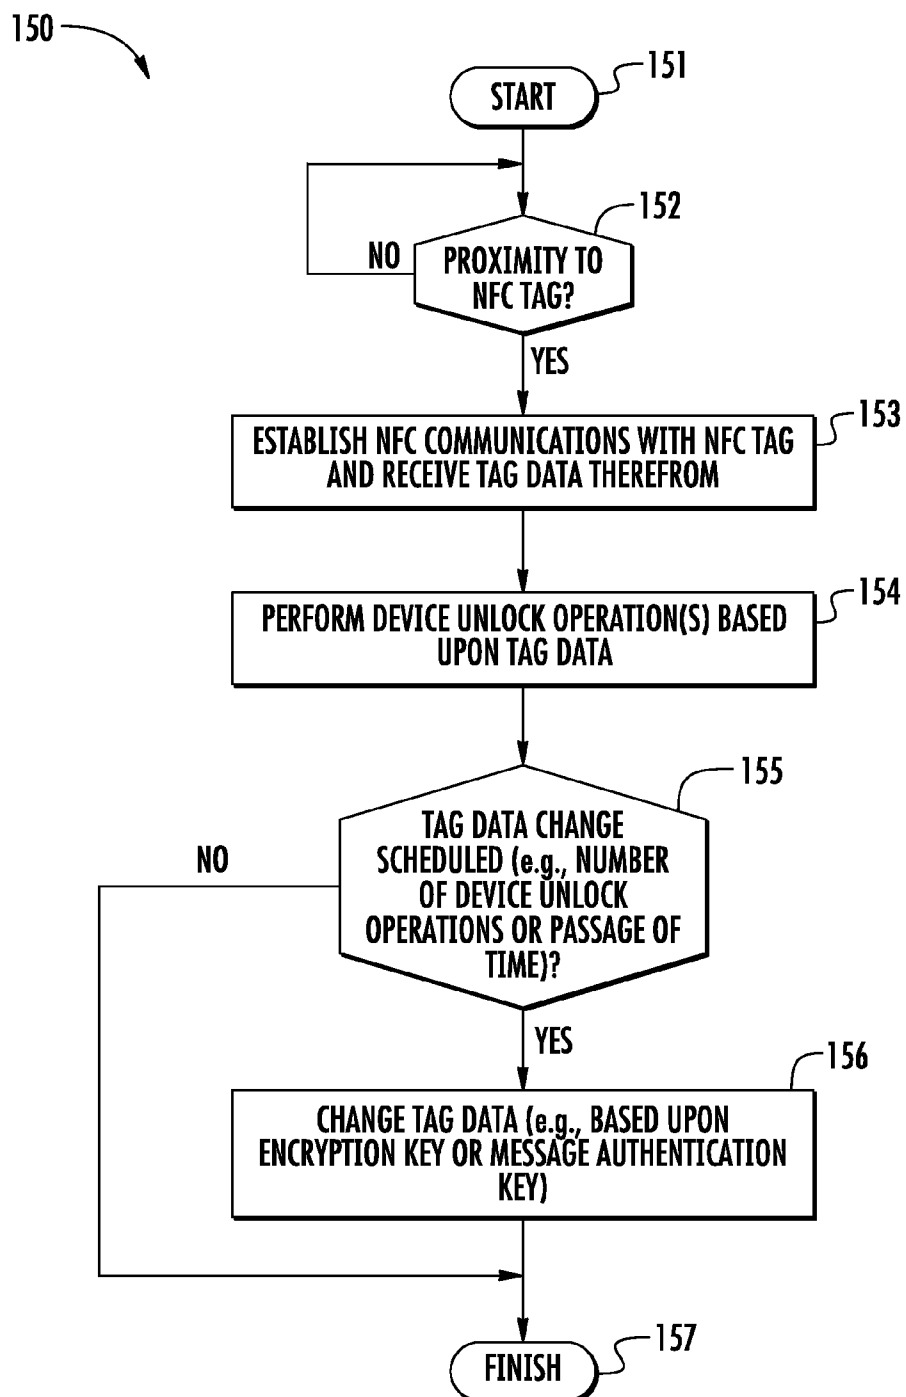 150
START
151
PROXIMITY TO
NFC TAG?
152
NO
YES
ESTABLISH NFC COMMUNICATIONS WITH NFC TAG
AND RECEIVE TAG DATA THEREFROM
153
PERFORM DEVICE UNLOCK OPERATION(S) BASED
UPON TAG DATA
154
TAG DATA CHANGE
SCHEDULED (e.g., NUMBER
OF DEVICE UNLOCK
OPERATIONS OR PASSAGE OF
TIME)?
155
NO
YES
CHANGE TAG DATA (e.g., BASED UPON
ENCRYPTION KEY OR MESSAGE AUTHENTICATION
KEY)
156
FINISH
157